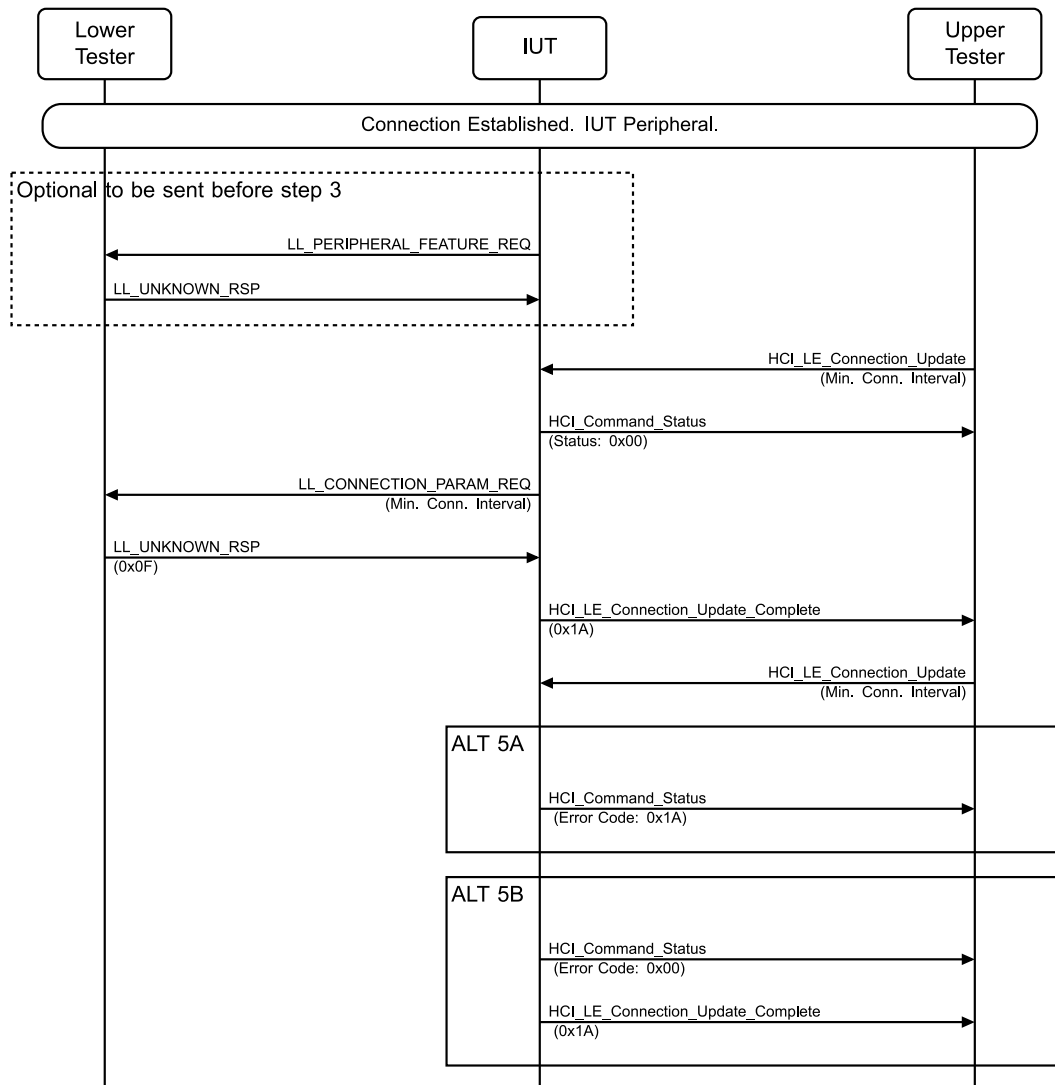 Lower
Tester
IUT
Upper
Tester
Connection Established. IUT Peripheral.
Optional to be sent before step 3
LL_PERIPHERAL_FEATURE_REQ
LL_UNKNOWN_RSP
HCI_LE_Connection_Update
(Min. Conn. Interval)
HCI_Command_Status
(Status: 0x00)
LL_CONNECTION_PARAM_REQ
(Min. Conn. Interval)
LL_UNKNOWN_RSP
(0x0F)
HCI_LE_Connection_Update_Complete
(0x1A)
HCI_LE_Connection_Update
(Min. Conn. Interval)
ALT 5A
HCI_Command_Status
(Error Code: 0x1A)
ALT 5B
HCI_Command_Status
(Error Code: 0x00)
HCI_LE_Connection_Update_Complete
(0x1A)